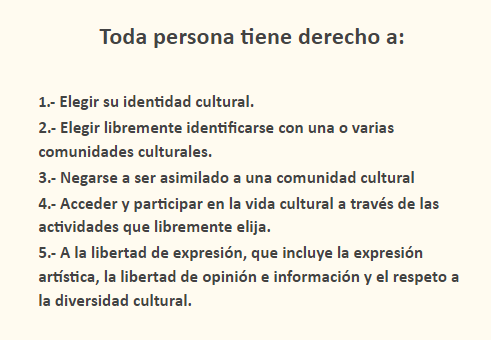 Toda persona tiene derecho a:
1.- Elegir su identidad cultural.
2.- Elegir libremente identificarse con una o varias
comunidades culturales.
3.- Negarse a ser asimilado a una comunidad cultural
4.- Acceder y participar en la vida cultural a través de las
actividades que libremente elija.
5.- A la libertad de expresión, que incluye la expresión
artística, la libertad de opinión e información y el respeto a
la diversidad cultural.